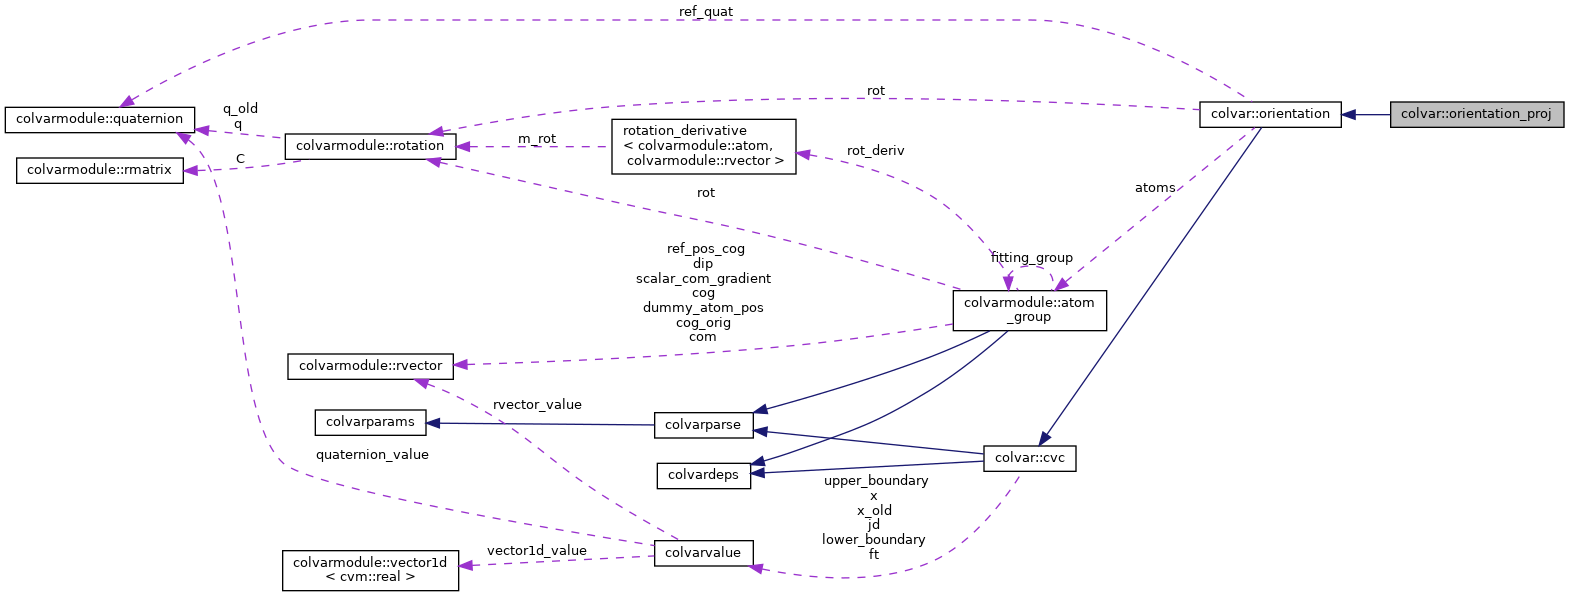 ref_quat
rot
q_old
q
colvarmodule::quaternion
colvar::orientation
colvar::orientation_proj
colvarmodule::rotation
m_rot
rotation_derivative
< colvarmodule::atom,
colvarmodule::rvector >
rot_deriv
C
colvarmodule::rmatrix
rot
atoms
ref_pos_cog
dip
scalar_com_gradient
cog
dummy_atom_pos
cog_orig
com
fitting_group
colvarmodule::atom
_group
colvarmodule::rvector
rvector_value
colvarparams
colvarparse
quaternion_value
colvar::cvc
colvardeps
upper_boundary
x
x_old
jd
lower_boundary
ft
vector1d_value
colvarvalue
colvarmodule::vector1d
< cvm::real >